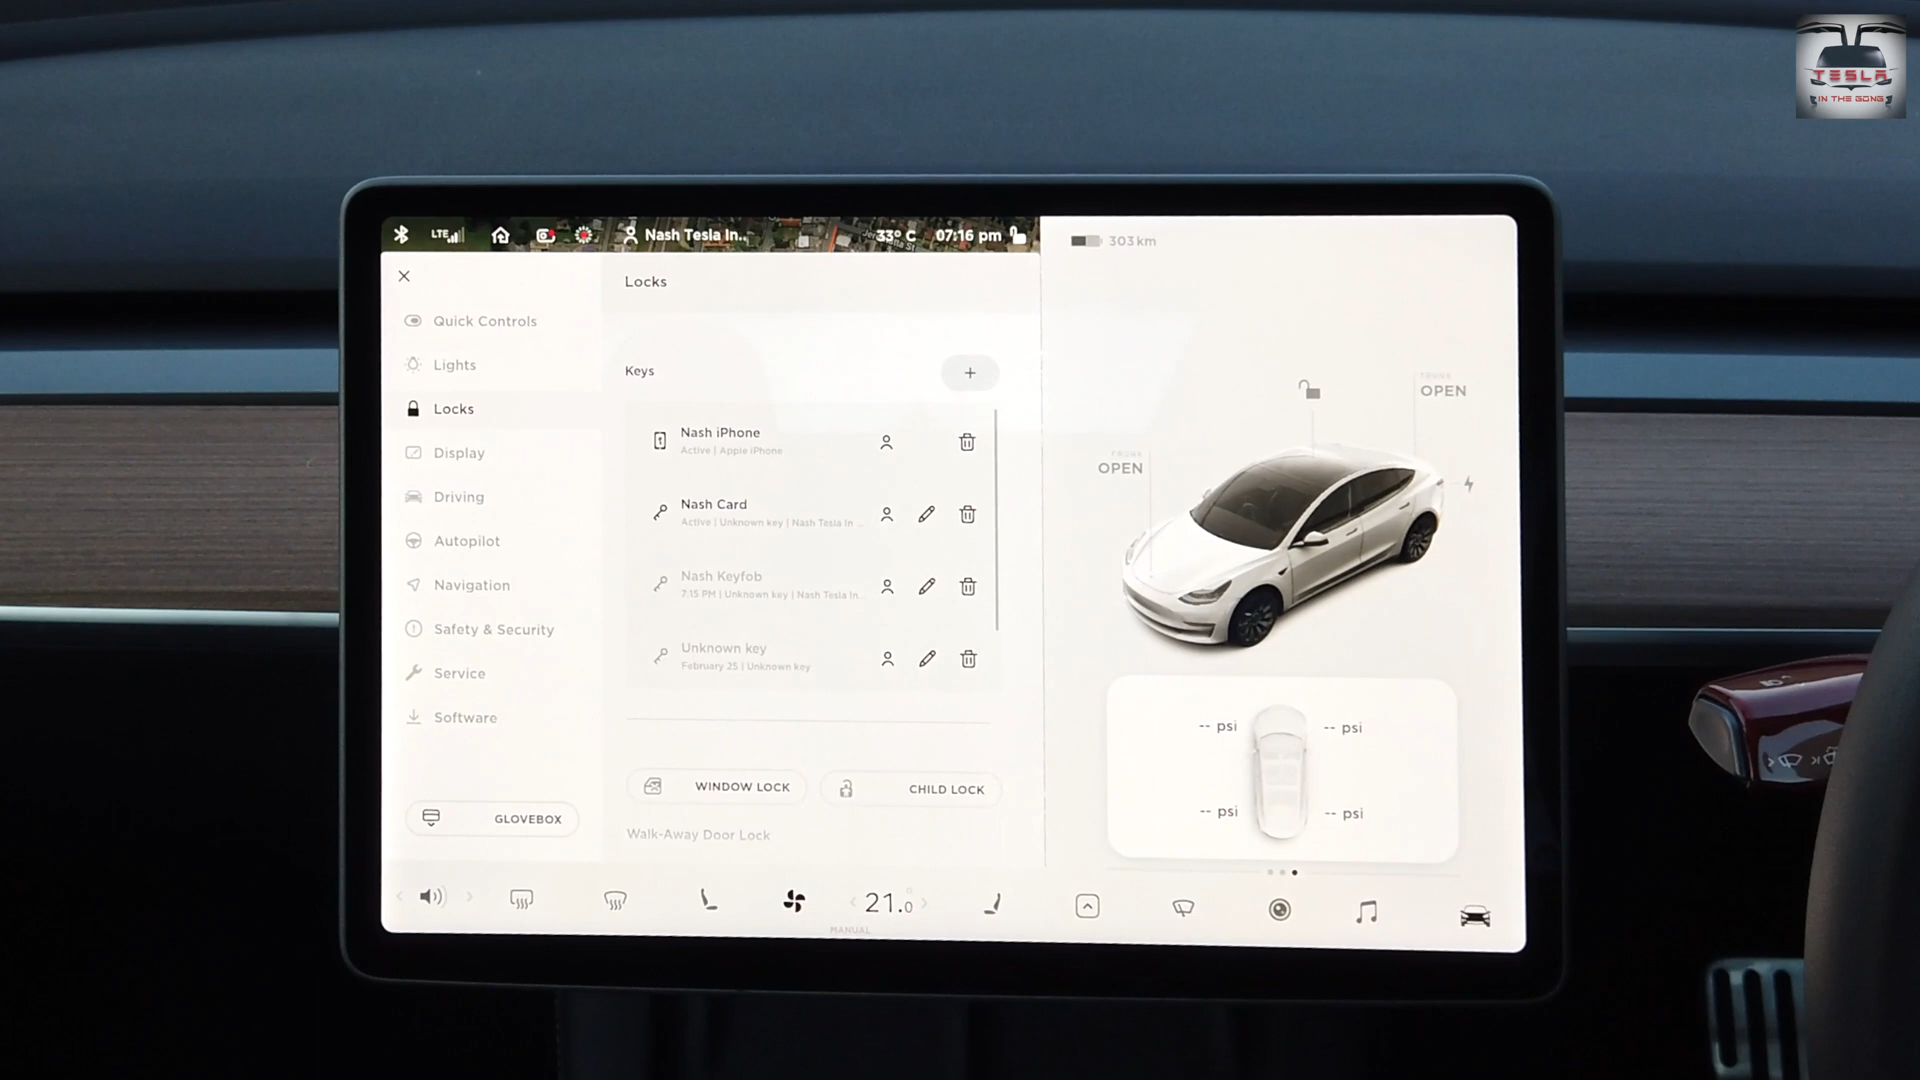 TESLA
IN THE GONG
LTE
Nash Tesla In..
33° C
07:16 pm
303 km
Locks
Quick Controls
Lights
Locks
Display
Driving
Autopilot
Navigation
Safety & Security
Service
Software
GLOVEBOX
Keys
+
Nash iPhone
Active | Apple iPhone
Nash Card
Active | Unknown key | Nash Tesla In ...
Nash Keyfob
7:15 PM | Unknown key | Nash Tesla In...
Unknown key
February 25 | Unknown key
WINDOW LOCK
CHILD LOCK
Walk-Away Door Lock
FRUNK
OPEN
TRUNK
OPEN
-- psi
-- psi
-- psi
-- psi
21.0
MANUAL